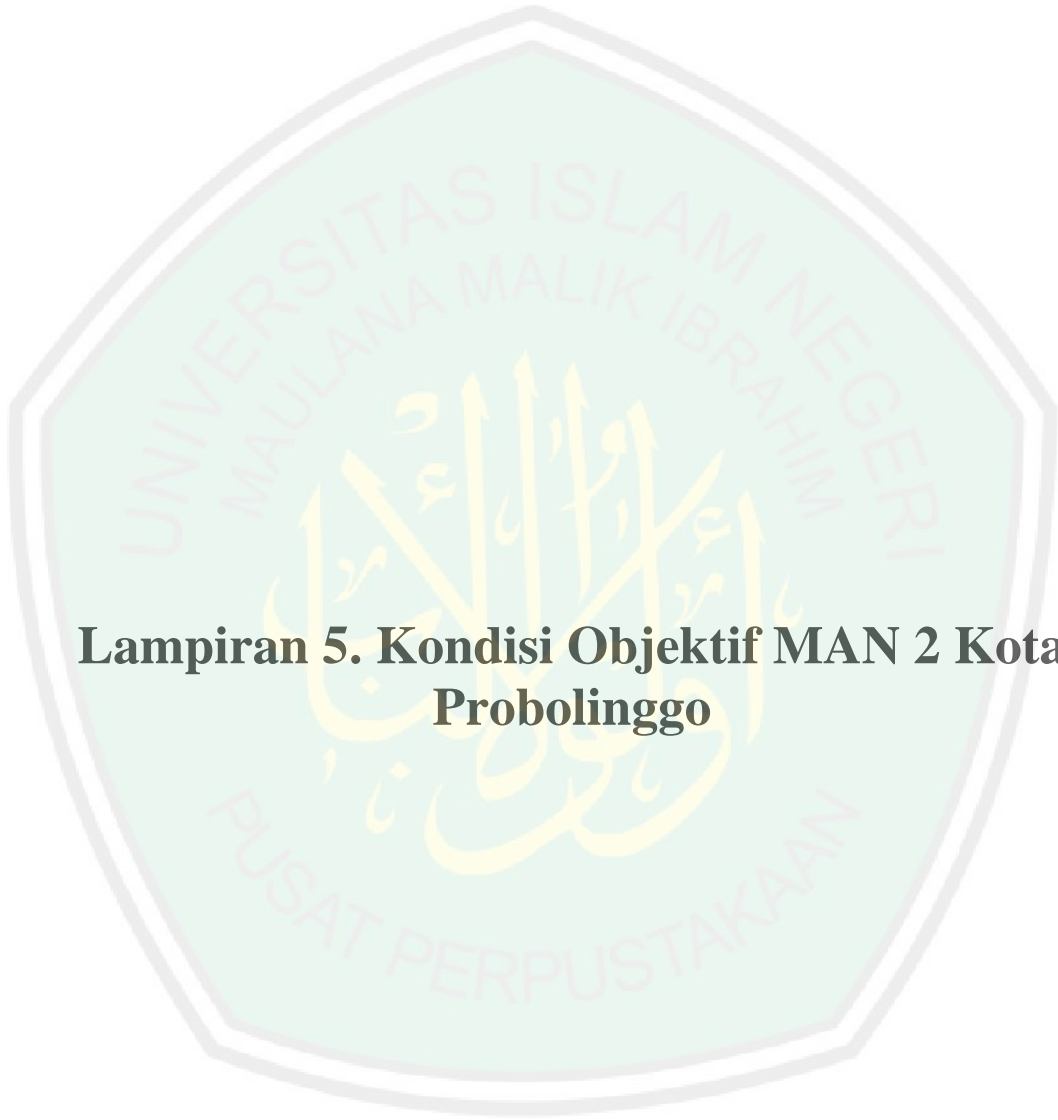 UNIVERSITAS ISLAM NEGERI
MAULANA MALIK IBRAHIM
Lampiran 5. Kondisi Objektif MAN 2 Kota
Probolinggo
PUSAT PERPUSTAKAAN